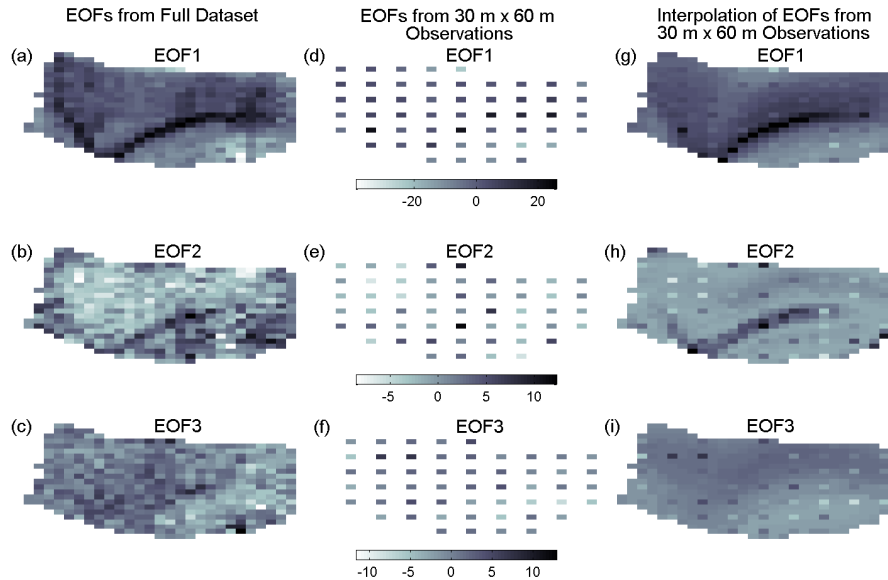 EOFs from Full Dataset
EOFs from 30 m x 60 m
Observations
Interpolation of EOFs from
30 m x 60 m Observations
(a)
EOF1
(d)
EOF1
(g)
EOF1
-20
0
20
(b)
EOF2
(e)
EOF2
(h)
EOF2
-5
0
5
10
(c)
EOF3
(f)
EOF3
(i)
EOF3
-10
-5
0
5
10